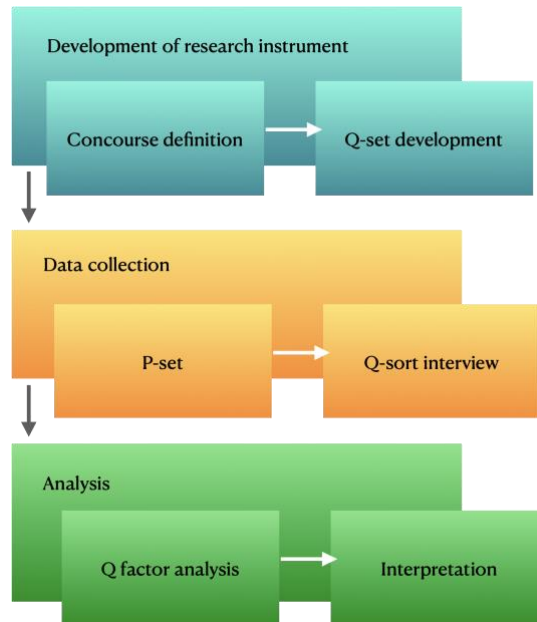 Development of research instrument
Concourse definition
Q-set development
Data collection
P-set
Q-sort interview
Analysis
Q factor analysis
Interpretation